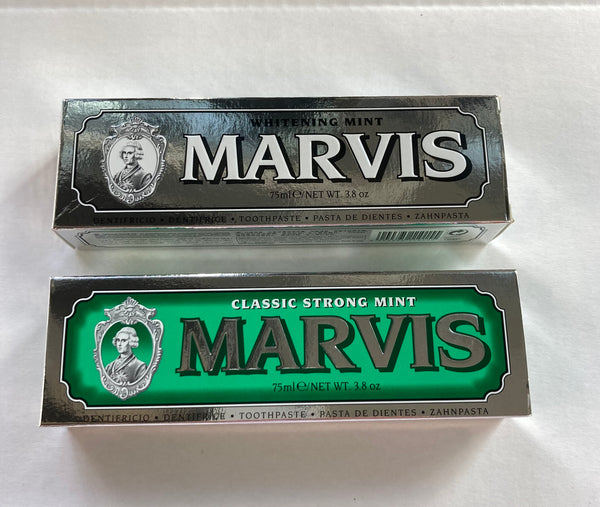 WHITENING MINT
MARVIS
75ml℮/NET WT. 3.8 oz
DENTIFRICIO • DENTIFRICE • TOOTHPASTE • PASTA DE DIENTES • ZAHNPASTA
CLASSIC STRONG MINT
MARVIS
75ml℮/NET WT. 3.8 oz
DENTIFRICIO • DENTIFRICE • TOOTHPASTE • PASTA DE DIENTES • ZAHNPASTA